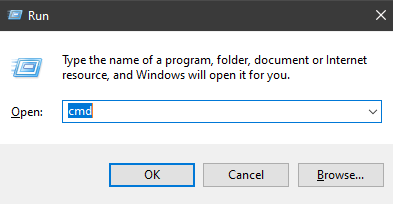 Run
Type the name of a program, folder, document or Internet
resource, and Windows will open it for you.
Open: cmd
OK Cancel Browse...